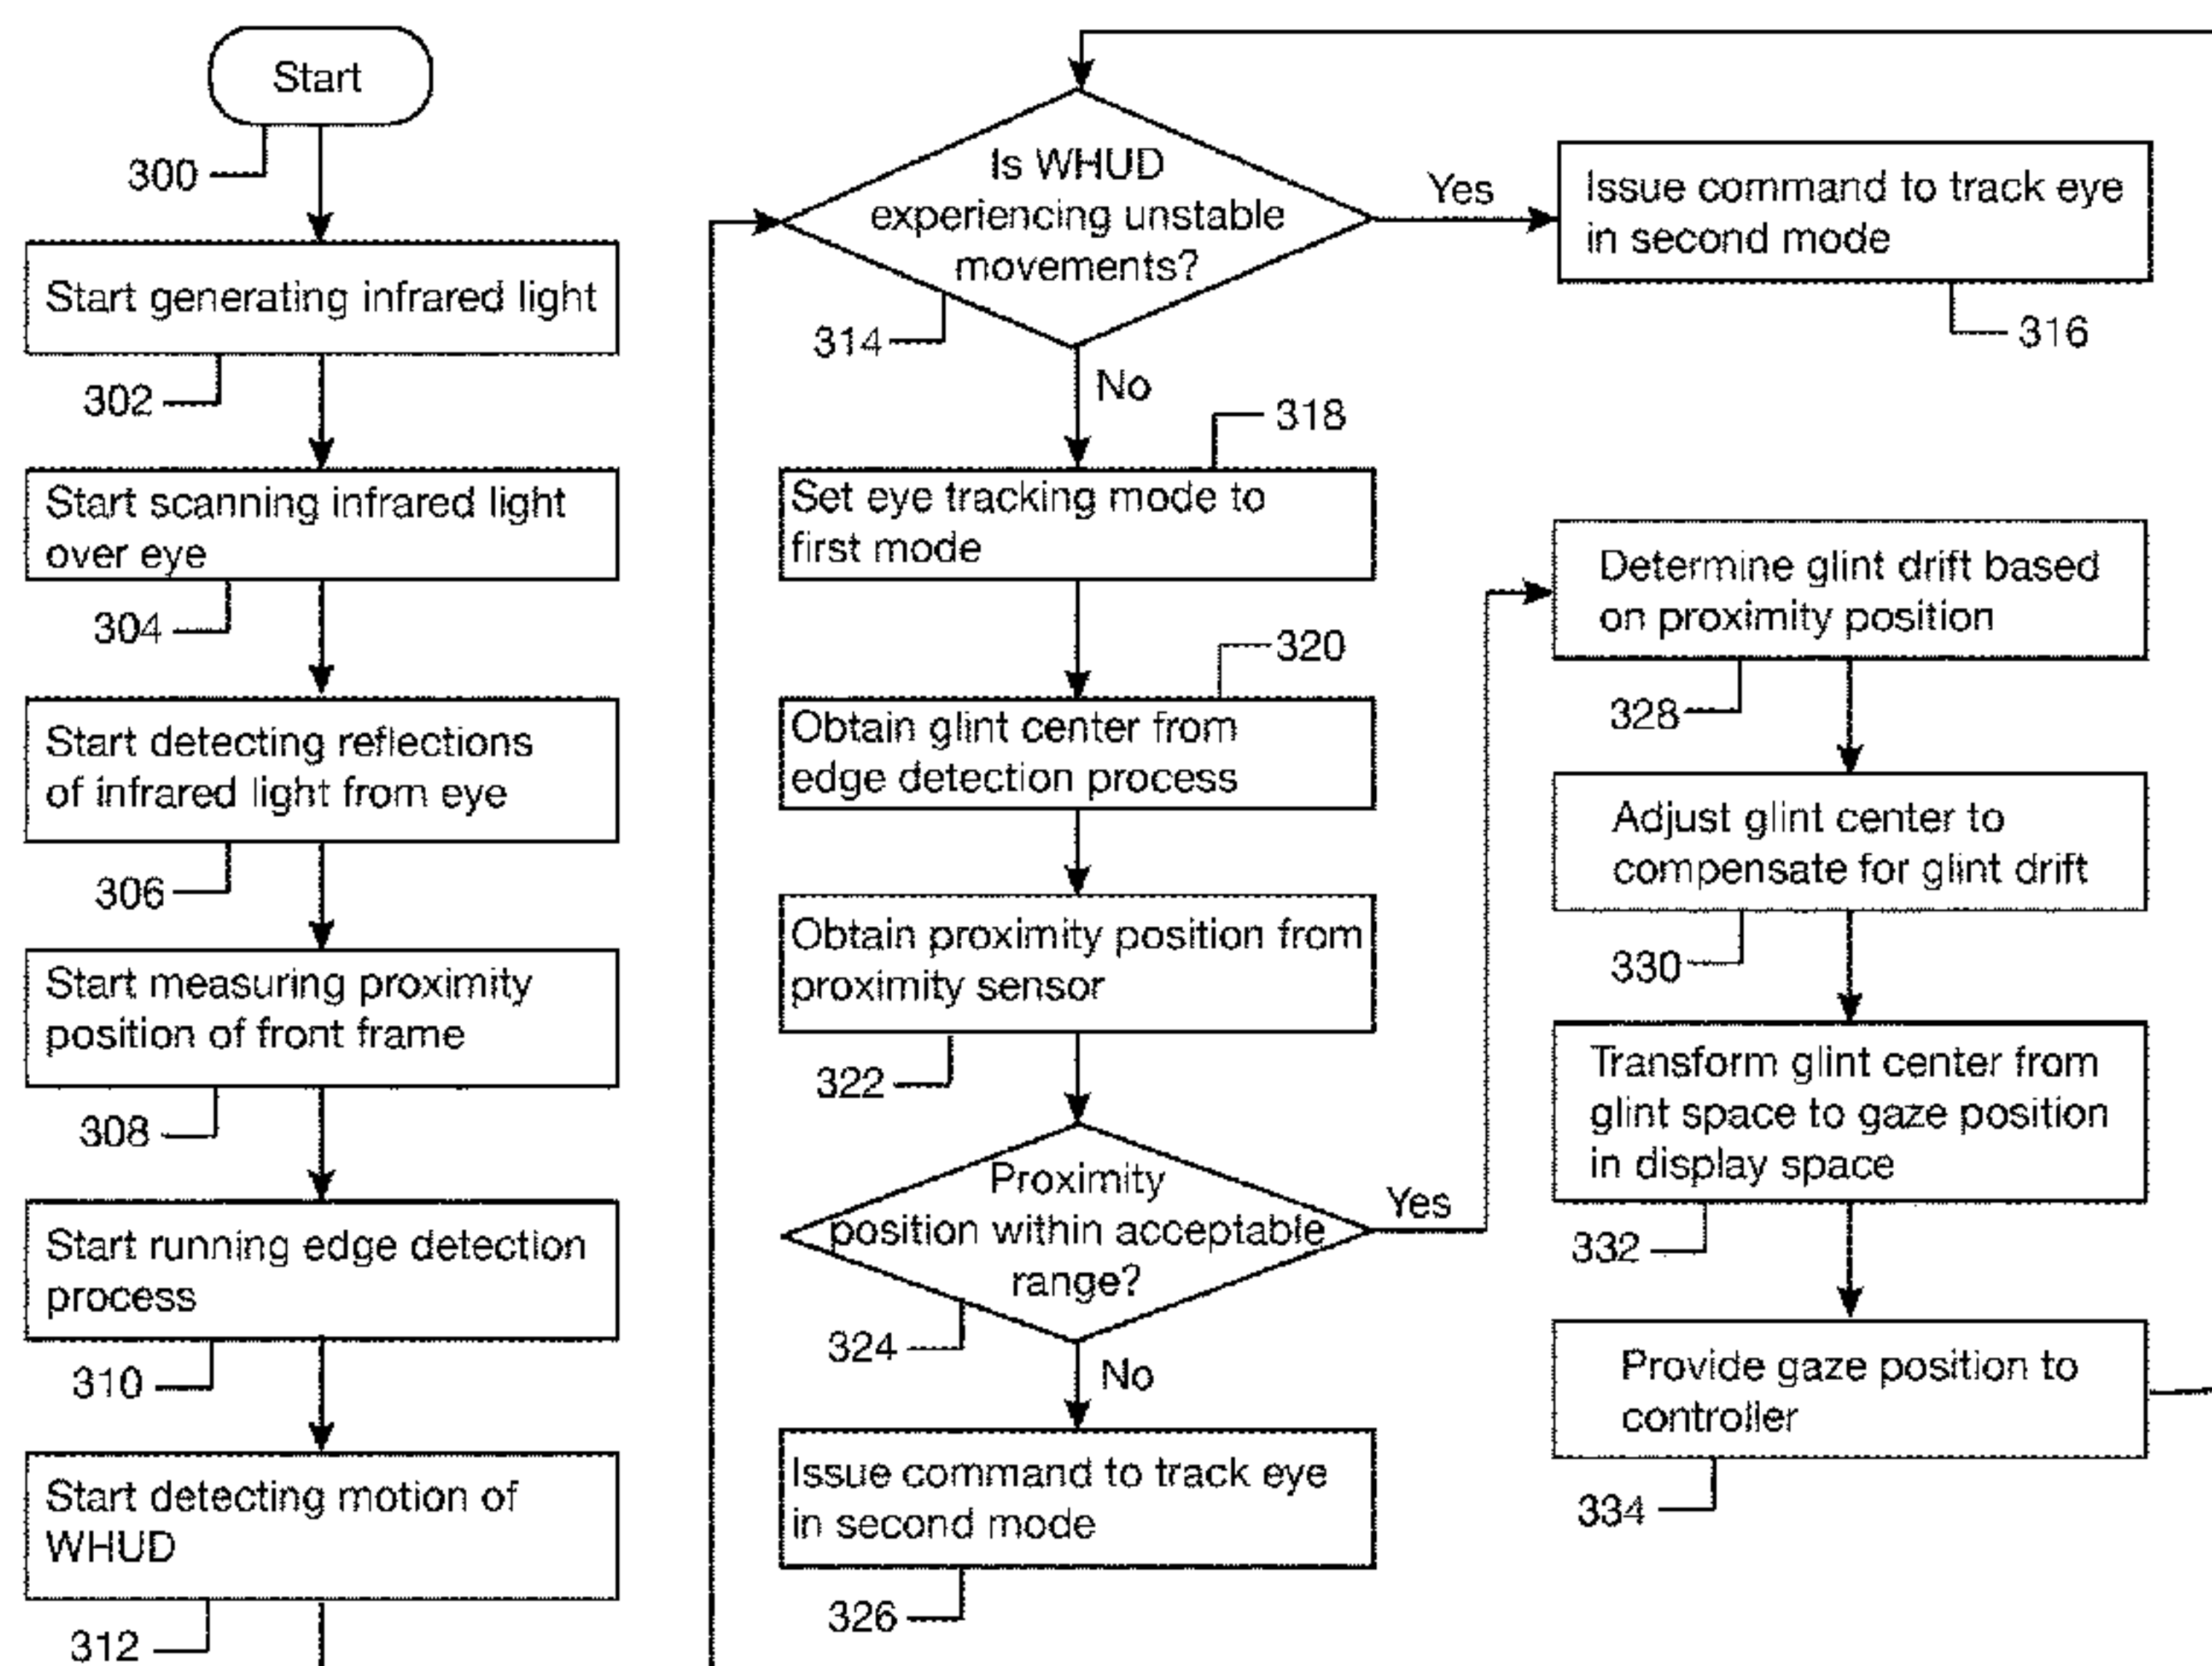 Start
300
Start generating infrared light
302
Start scanning infrared light
over eye
304
Start detecting reflections
of infrared light from eye
306
Start measuring proximity
position of front frame
308
Start running edge detection
process
310
Start detecting motion of
WHUD
312
Is WHUD
experiencing unstable
movements?
314
Yes
No
Issue command to track eye
in second mode
316
318
Set eye tracking mode to
first mode
320
Obtain glint center from
edge detection process
Obtain proximity position from
proximity sensor
322
Proximity
position within acceptable
range?
324
Yes
No
Issue command to track eye
in second mode
326
Determine glint drift based
on proximity position
328
Adjust glint center to
compensate for glint drift
330
Transform glint center from
glint space to gaze position
in display space
332
Provide gaze position to
controller
334